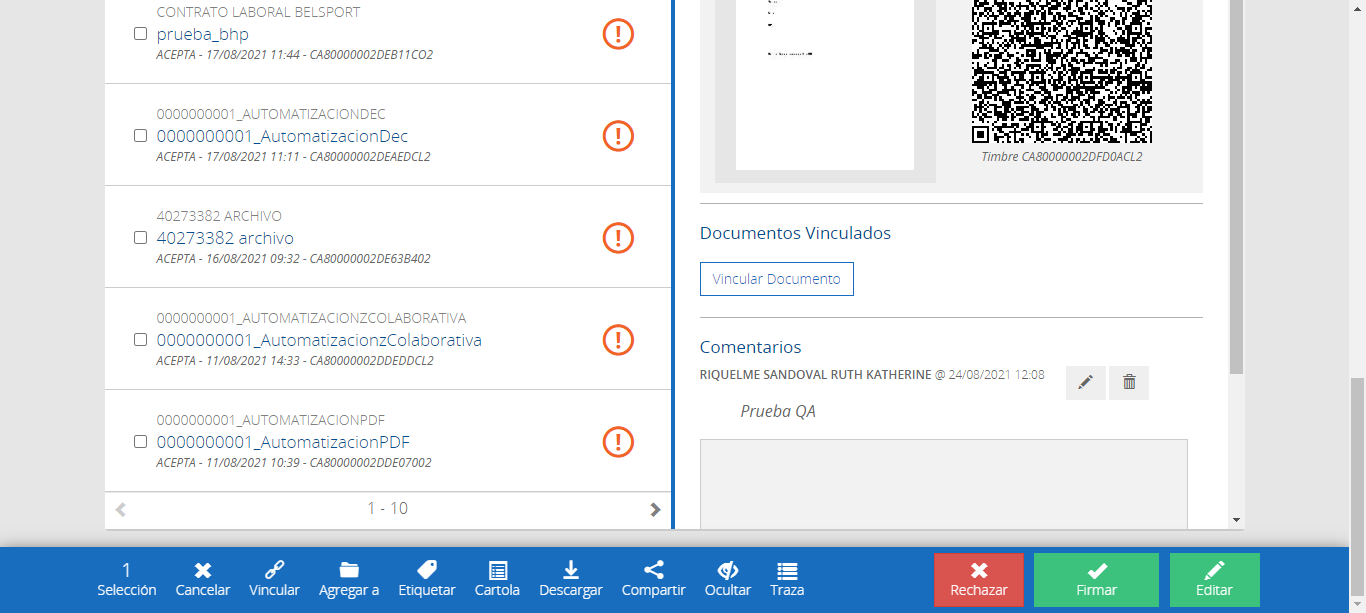 CONTRATO LABORAL BELSPORT
prueba_bhp
ACEPTA - 17/08/2021 11:44 - CA80000002DEB11CO2
0000000001_AUTOMATIZACIONDEC
0000000001_AutomatizacionDec
ACEPTA - 17/08/2021 11:11 - CA80000002DEAEDCL2
40273382 ARCHIVO
40273382 archivo
ACEPTA - 16/08/2021 09:32 - CA80000002DE63B402
0000000001_AUTOMATIZACIONZCOLABORATIVA
0000000001_AutomatizacionzColaborativa
ACEPTA - 11/08/2021 14:33 - CA80000002DDEDDCL2
0000000001_AUTOMATIZACIONPDF
0000000001_AutomatizacionPDF
ACEPTA - 11/08/2021 10:39 - CA80000002DDE07002
1 - 10
Timbre CA80000002DFD0ACL2
Documentos Vinculados
Vincular Documento
Comentarios
RIQUELME SANDOVAL RUTH KATHERINE @ 24/08/2021 12:08
Prueba QA
1
Selección
Cancelar
Vincular
Agregar a
Etiquetar
Cartola
Descargar
Compartir
Ocultar
Traza
Rechazar
Firmar
Editar